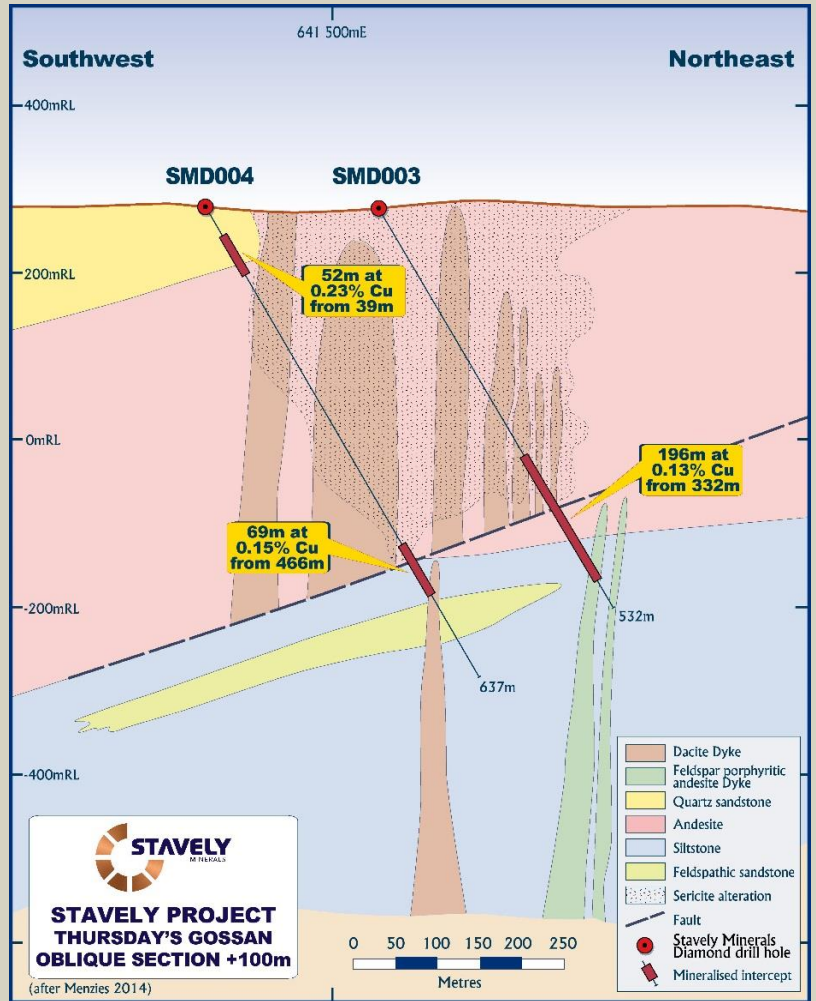 641 500mE
Southwest
Northeast
400mRL
SMD004
SMD003
200mRL
52m at
0.23% Cu
from 39m
0mRL
196m at
0.13% Cu
from 332m
69m at
0.15% Cu
from 466m
-200mRL
532m
637m
-400mRL
Dacite Dyke
Feldspar porphyritic
andesite Dyke
Quartz sandstone
Andesite
Siltstone
Feldspathic sandstone
Sericite alteration
Fault
Stavely Minerals
Diamond drill hole
Mineralised intercept
STAVELY
MINERALS
STAVELY PROJECT
THURSDAY'S GOSSAN
OBLIQUE SECTION +100m
(after Menzies 2014)
0 50 100 150 200 250
Metres